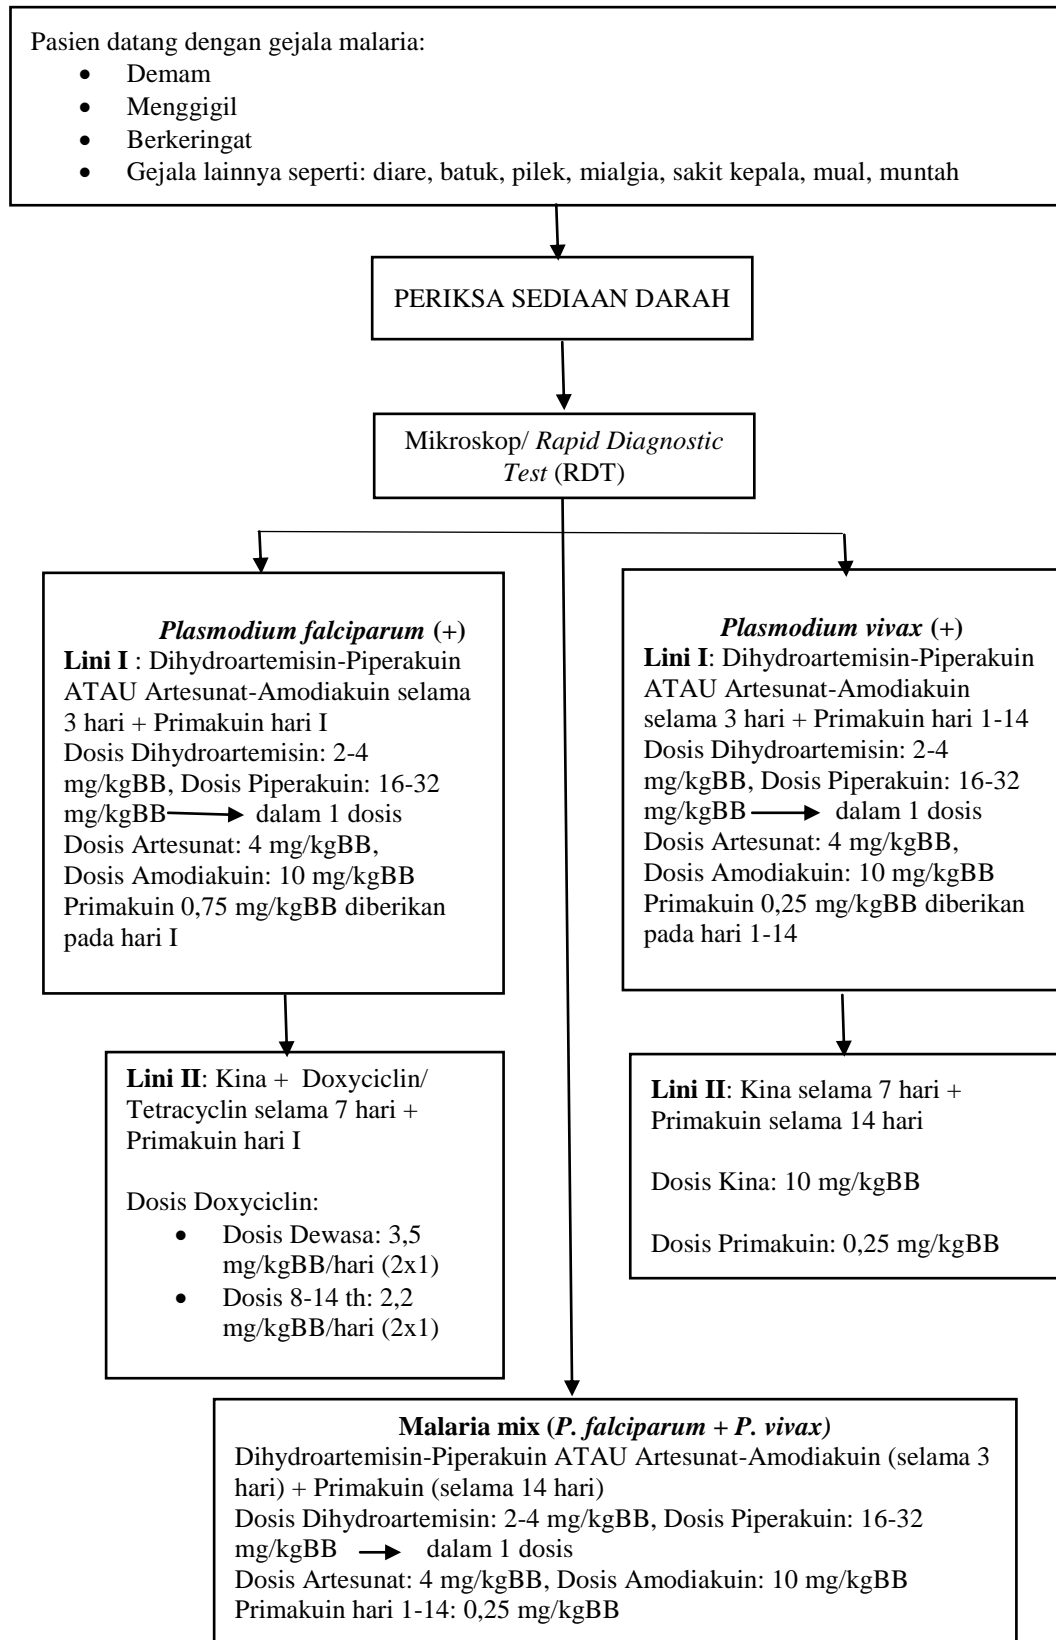 Pasien datang dengan gejala malaria:
• Demam
• Menggigil
• Berkeringat
• Gejala lainnya seperti: diare, batuk, pilek, mialgia, sakit kepala, mual, muntah
PERIKSA SEDIAAN DARAH
Mikroskop/ Rapid Diagnostic
Test (RDT)
Plasmodium falciparum (+)
Lini I : Dihydroartemisin-Piperakuin
ATAU Artesunat-Amodiakuin selama
3 hari + Primakuin hari I
Dosis Dihydroartemisin: 2-4
mg/kgBB, Dosis Piperakuin: 16-32
mg/kgBB → dalam 1 dosis
Dosis Artesunat: 4 mg/kgBB,
Dosis Amodiakuin: 10 mg/kgBB
Primakuin 0,75 mg/kgBB diberikan
pada hari I
Plasmodium vivax (+)
Lini I: Dihydroartemisin-Piperakuin
ATAU Artesunat-Amodiakuin
selama 3 hari + Primakuin hari 1-14
Dosis Dihydroartemisin: 2-4
mg/kgBB, Dosis Piperakuin: 16-32
mg/kgBB → dalam 1 dosis
Dosis Artesunat: 4 mg/kgBB,
Dosis Amodiakuin: 10 mg/kgBB
Primakuin 0,25 mg/kgBB diberikan
pada hari 1-14
Lini II: Kina + Doxyciclin/
Tetracyclin selama 7 hari +
Primakuin hari I
Dosis Doxyciclin:
• Dosis Dewasa: 3,5
mg/kgBB/hari (2x1)
• Dosis 8-14 th: 2,2
mg/kgBB/hari (2x1)
Lini II: Kina selama 7 hari +
Primakuin selama 14 hari
Dosis Kina: 10 mg/kgBB
Dosis Primakuin: 0,25 mg/kgBB
Malaria mix (P. falciparum + P. vivax)
Dihydroartemisin-Piperakuin ATAU Artesunat-Amodiakuin (selama 3
hari) + Primakuin (selama 14 hari)
Dosis Dihydroartemisin: 2-4 mg/kgBB, Dosis Piperakuin: 16-32
mg/kgBB → dalam 1 dosis
Dosis Artesunat: 4 mg/kgBB, Dosis Amodiakuin: 10 mg/kgBB
Primakuin hari 1-14: 0,25 mg/kgBB